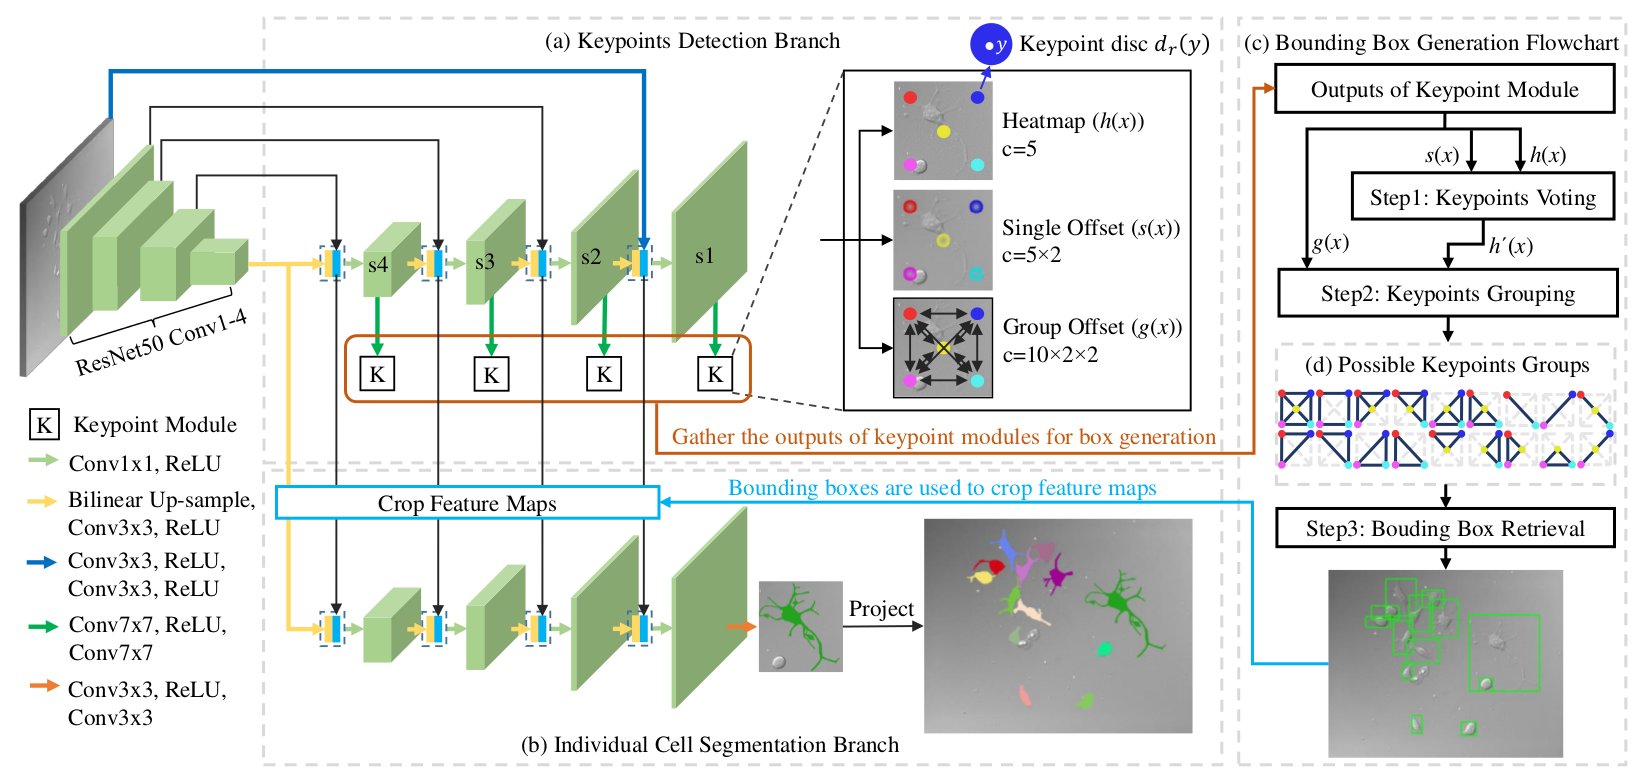 (a) Keypoints Detection Branch
Keypoint disc dᵣ(y)
y
Heatmap (h(x))
c=5
Single Offset (s(x))
c=5×2
Group Offset (g(x))
c=10×2×2
s4
s3
s2
s1
K
K
K
K
ResNet50 Conv1-4
Gather the outputs of keypoint modules for box generation
K
Keypoint Module
Conv1x1, ReLU
Bilinear Up-sample,
Conv3x3, ReLU
Conv3x3, ReLU,
Conv3x3, ReLU
Conv7x7, ReLU,
Conv7x7
Conv3x3, ReLU,
Conv3x3
Crop Feature Maps
Bounding boxes are used to crop feature maps
Project
(b) Individual Cell Segmentation Branch
(c) Bounding Box Generation Flowchart
Outputs of Keypoint Module
s(x)
h(x)
Step1: Keypoints Voting
g(x)
h´(x)
Step2: Keypoints Grouping
(d) Possible Keypoints Groups
Step3: Bouding Box Retrieval